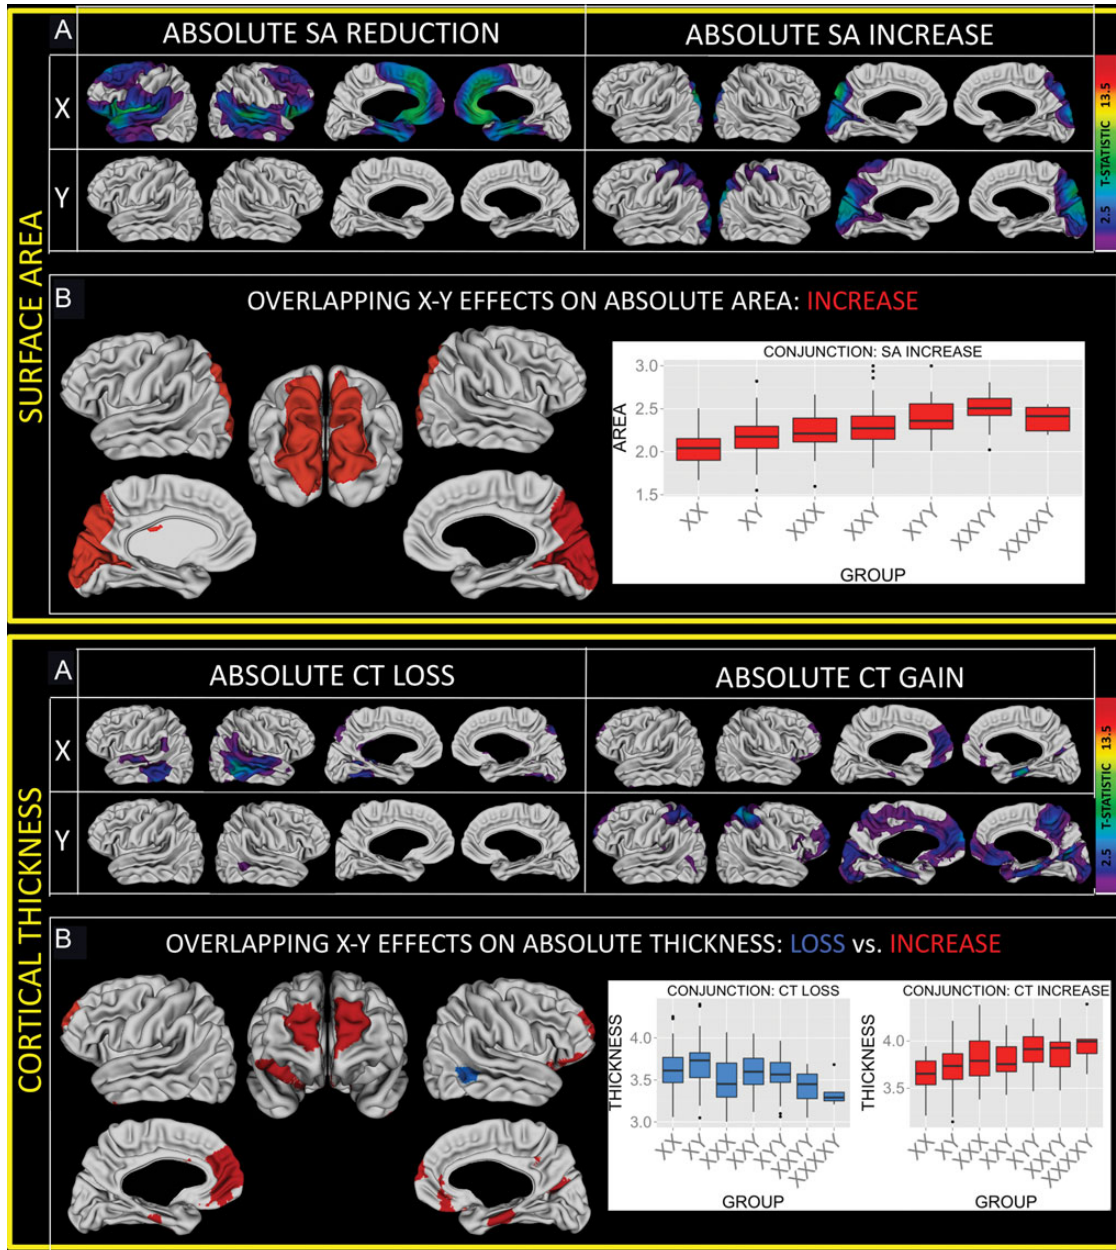 SURFACE AREA
A
ABSOLUTE SA REDUCTION
ABSOLUTE SA INCREASE
X
Y
2.5 T-STATISTIC 13.5
B
OVERLAPPING X-Y EFFECTS ON ABSOLUTE AREA: INCREASE
CONJUNCTION: SA INCREASE
AREA
3.0
2.5
2.0
1.5
XX XY XXX XXY XYY XXYY XXXXY
GROUP
CORTICAL THICKNESS
A
ABSOLUTE CT LOSS
ABSOLUTE CT GAIN
X
Y
2.5 T-STATISTIC 13.5
B
OVERLAPPING X-Y EFFECTS ON ABSOLUTE THICKNESS: LOSS vs. INCREASE
CONJUNCTION: CT LOSS
THICKNESS
4.0
3.5
3.0
XX XY XXX XXY XYY XXYY XXXXY
GROUP
CONJUNCTION: CT INCREASE
THICKNESS
4.0
3.5
XX XY XXX XXY XYY XXYY XXXXY
GROUP